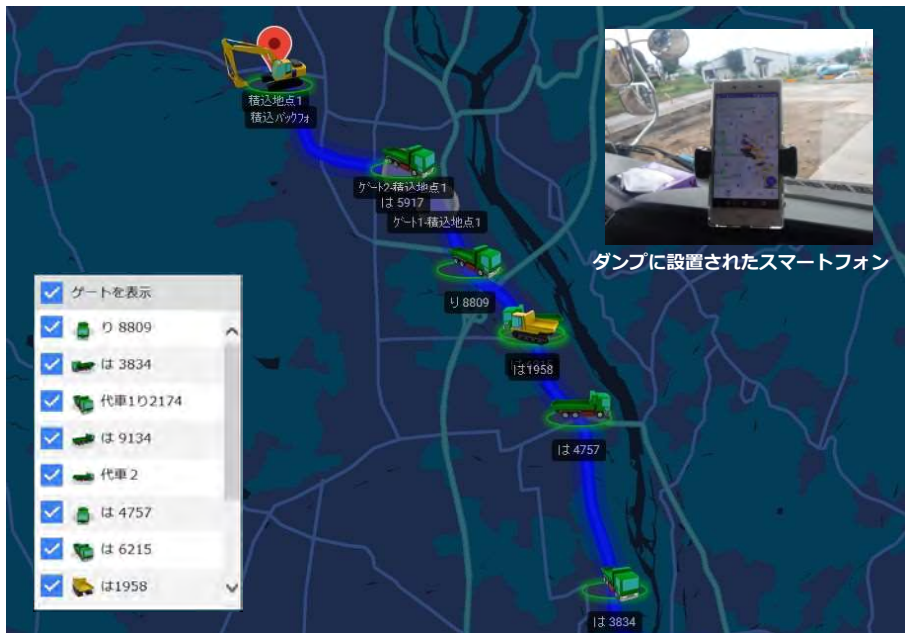 積込地点1
積込バックフォ
ゲート2-積込地点1
は 5917
ゲート1-積込地点1
り 8809
は1958
は 4757
は 3834
ダンプに設置されたスマートフォン
ゲートを表示
り 8809
は 3834
代車1り2174
は 9134
代車2
は 4757
は 6215
は1958